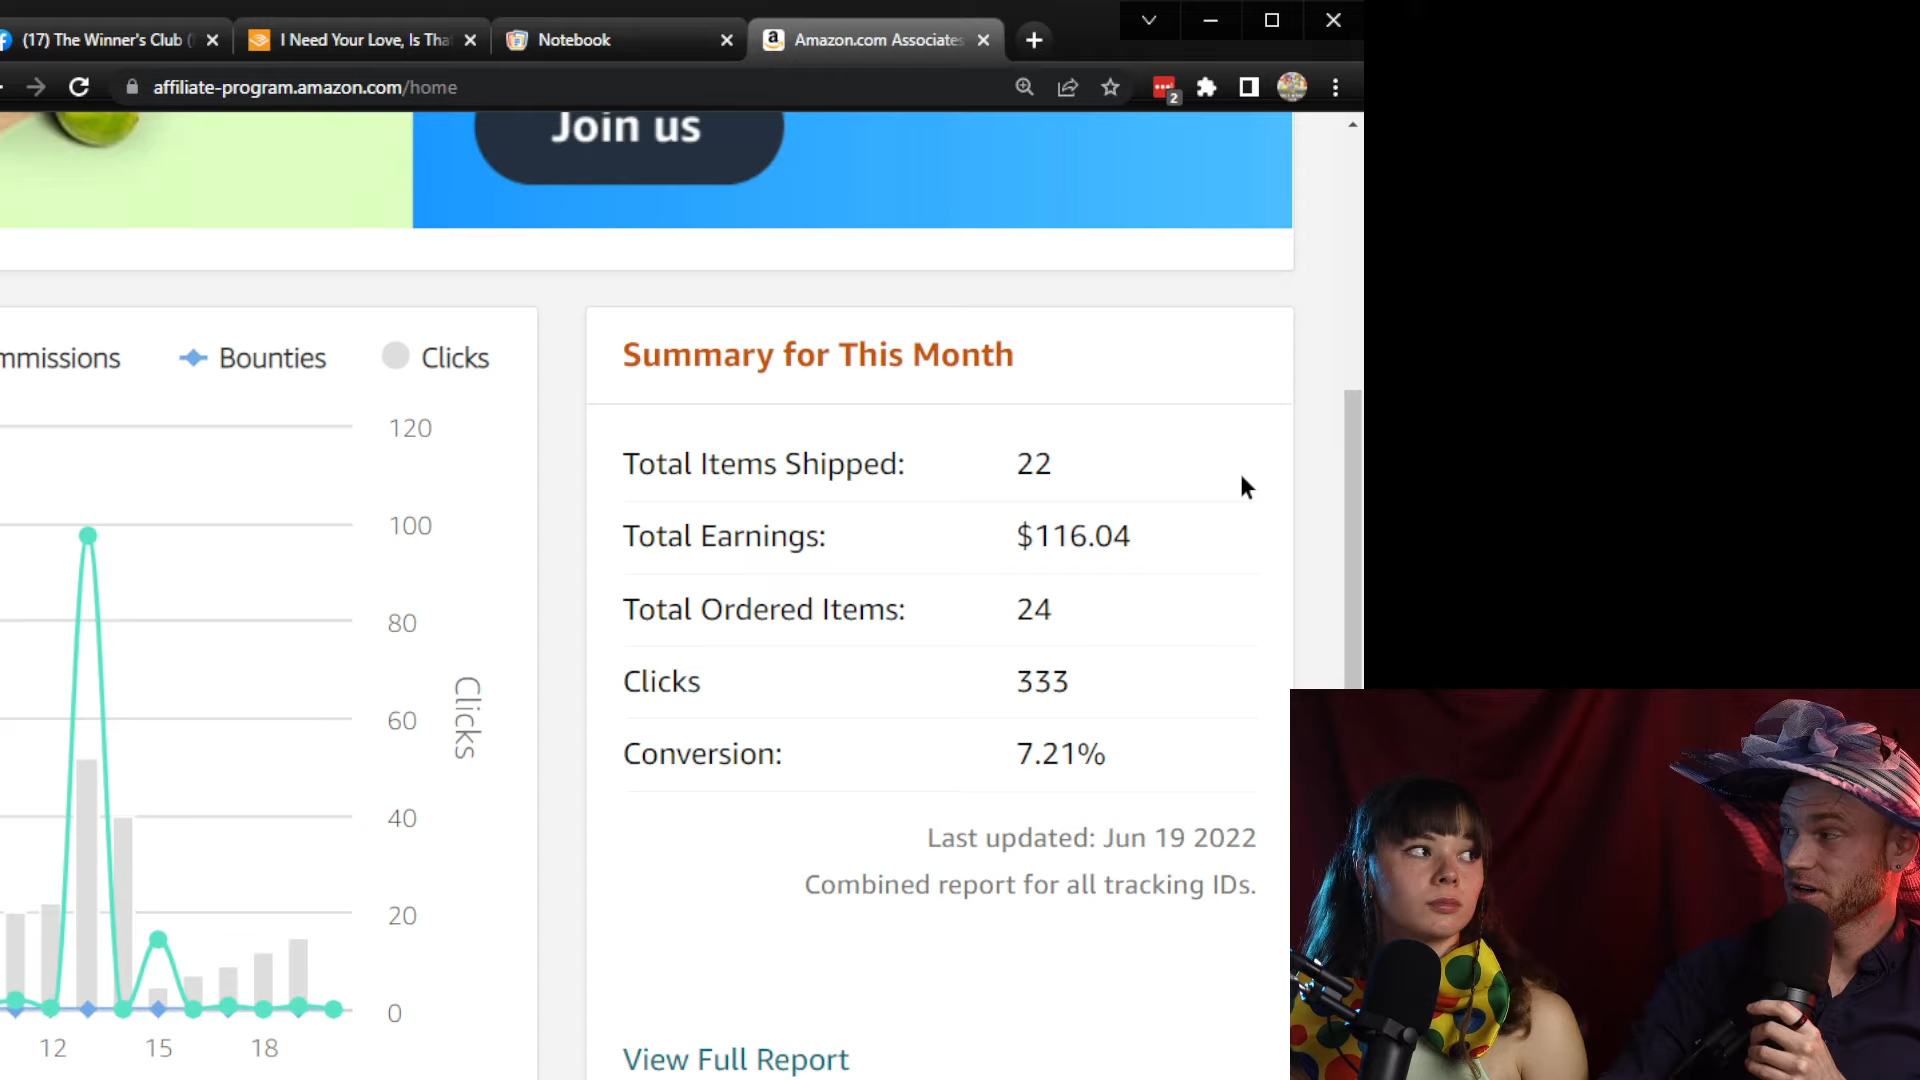 (17) The Winner's Club (
I Need Your Love, Is Tha
Notebook
Amazon.com Associates
affiliate-program.amazon.com/home
2
Join us
mmissions
Bounties
Clicks
120
100
80
60
40
20
0
Clicks
12
15
18
Summary for This Month
Total Items Shipped: 22
Total Earnings: $116.04
Total Ordered Items: 24
Clicks 333
Conversion: 7.21%
Last updated: Jun 19 2022
Combined report for all tracking IDs.
View Full Report